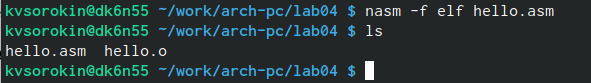 kvsorokin@dk6n55 ~/work/arch-pc/lab04 $ nasm -f elf hello.asm
kvsorokin@dk6n55 ~/work/arch-pc/lab04 $ ls
hello.asm  hello.o
kvsorokin@dk6n55 ~/work/arch-pc/lab04 $